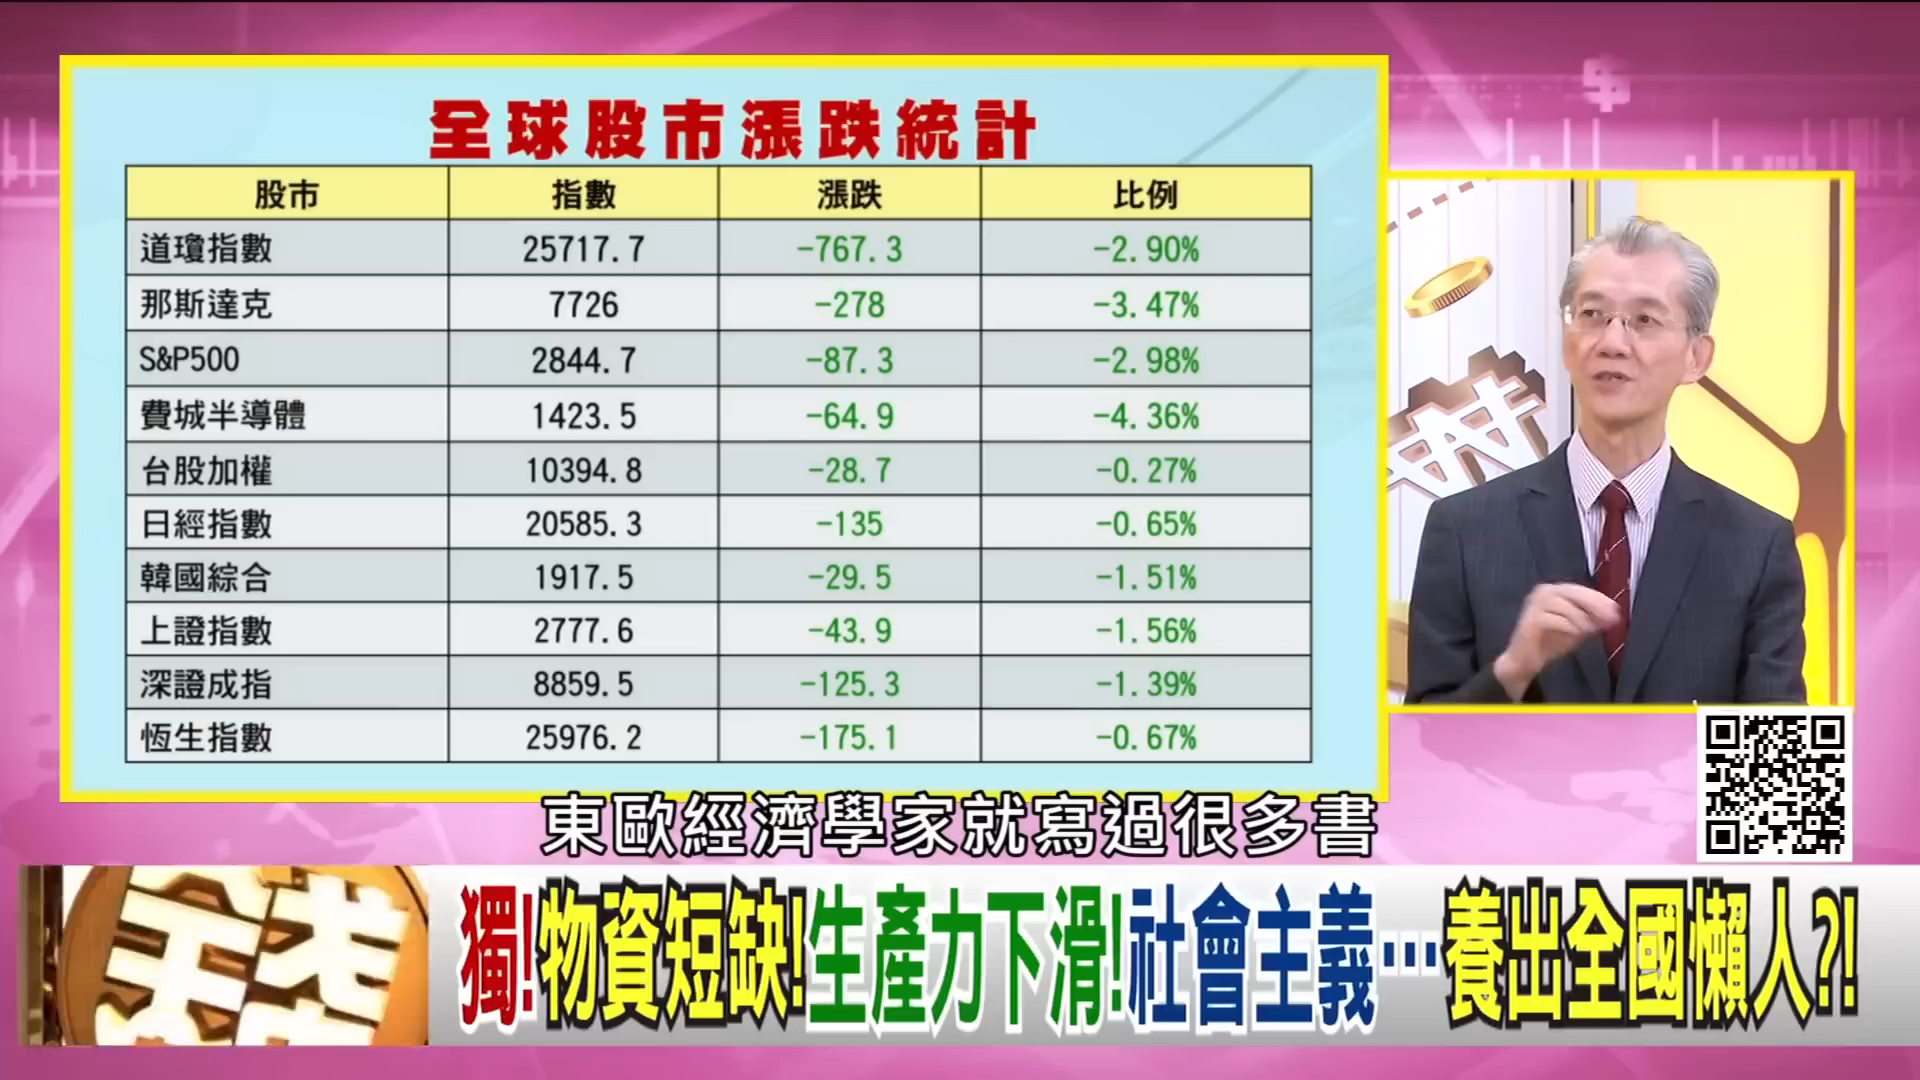 全球股市漲跌統計
股市 指數 漲跌 比例
道瓊指數 25717.7 -767.3 -2.90%
那斯達克 7726 -278 -3.47%
S&P500 2844.7 -87.3 -2.98%
費城半導體 1423.5 -64.9 -4.36%
台股加權 10394.8 -28.7 -0.27%
日經指數 20585.3 -135 -0.65%
韓國綜合 1917.5 -29.5 -1.51%
上證指數 2777.6 -43.9 -1.56%
深證成指 8859.5 -125.3 -1.39%
恆生指數 25976.2 -175.1 -0.67%
東歐經濟學家就寫過很多書
獨!物資短缺!生產力下滑!社會主義…養出全國懶人?!